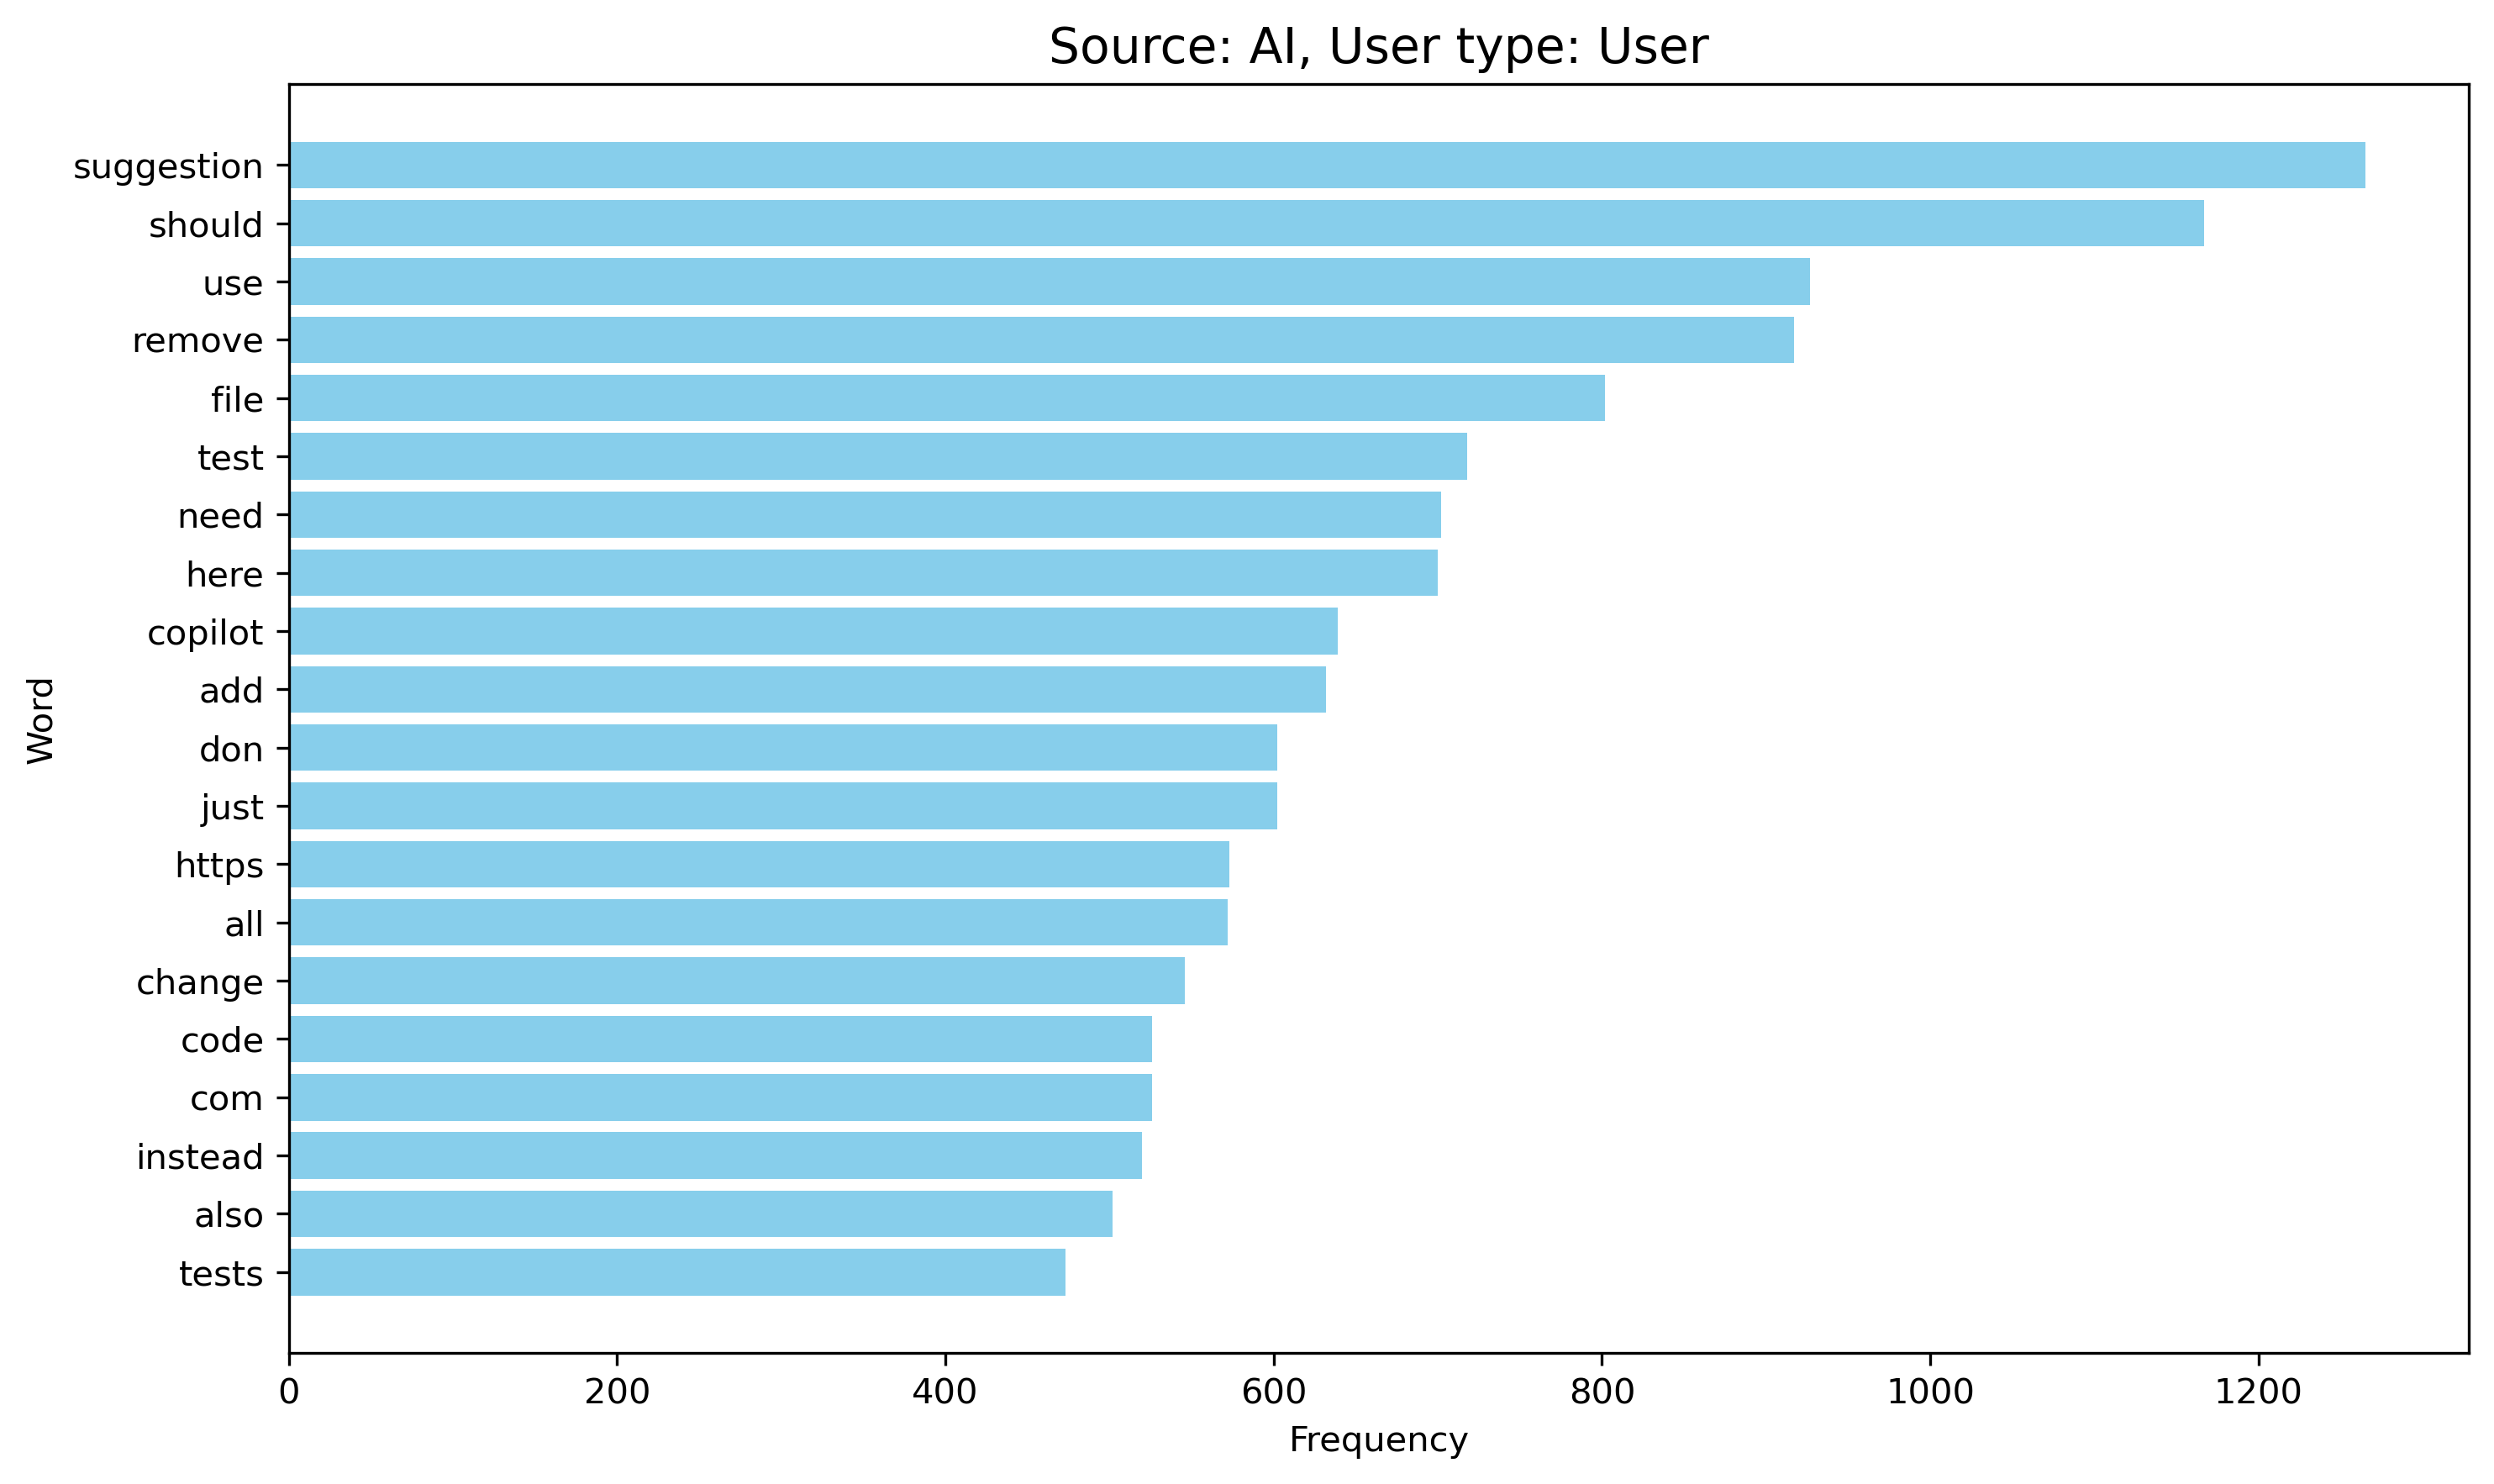 Source: AI, User type: User
suggestion
should
use
remove
file
test
need
here
copilot
add
don
just
https
all
change
code
com
instead
also
tests
Word
0 200 400 600 800 1000 1200
Frequency